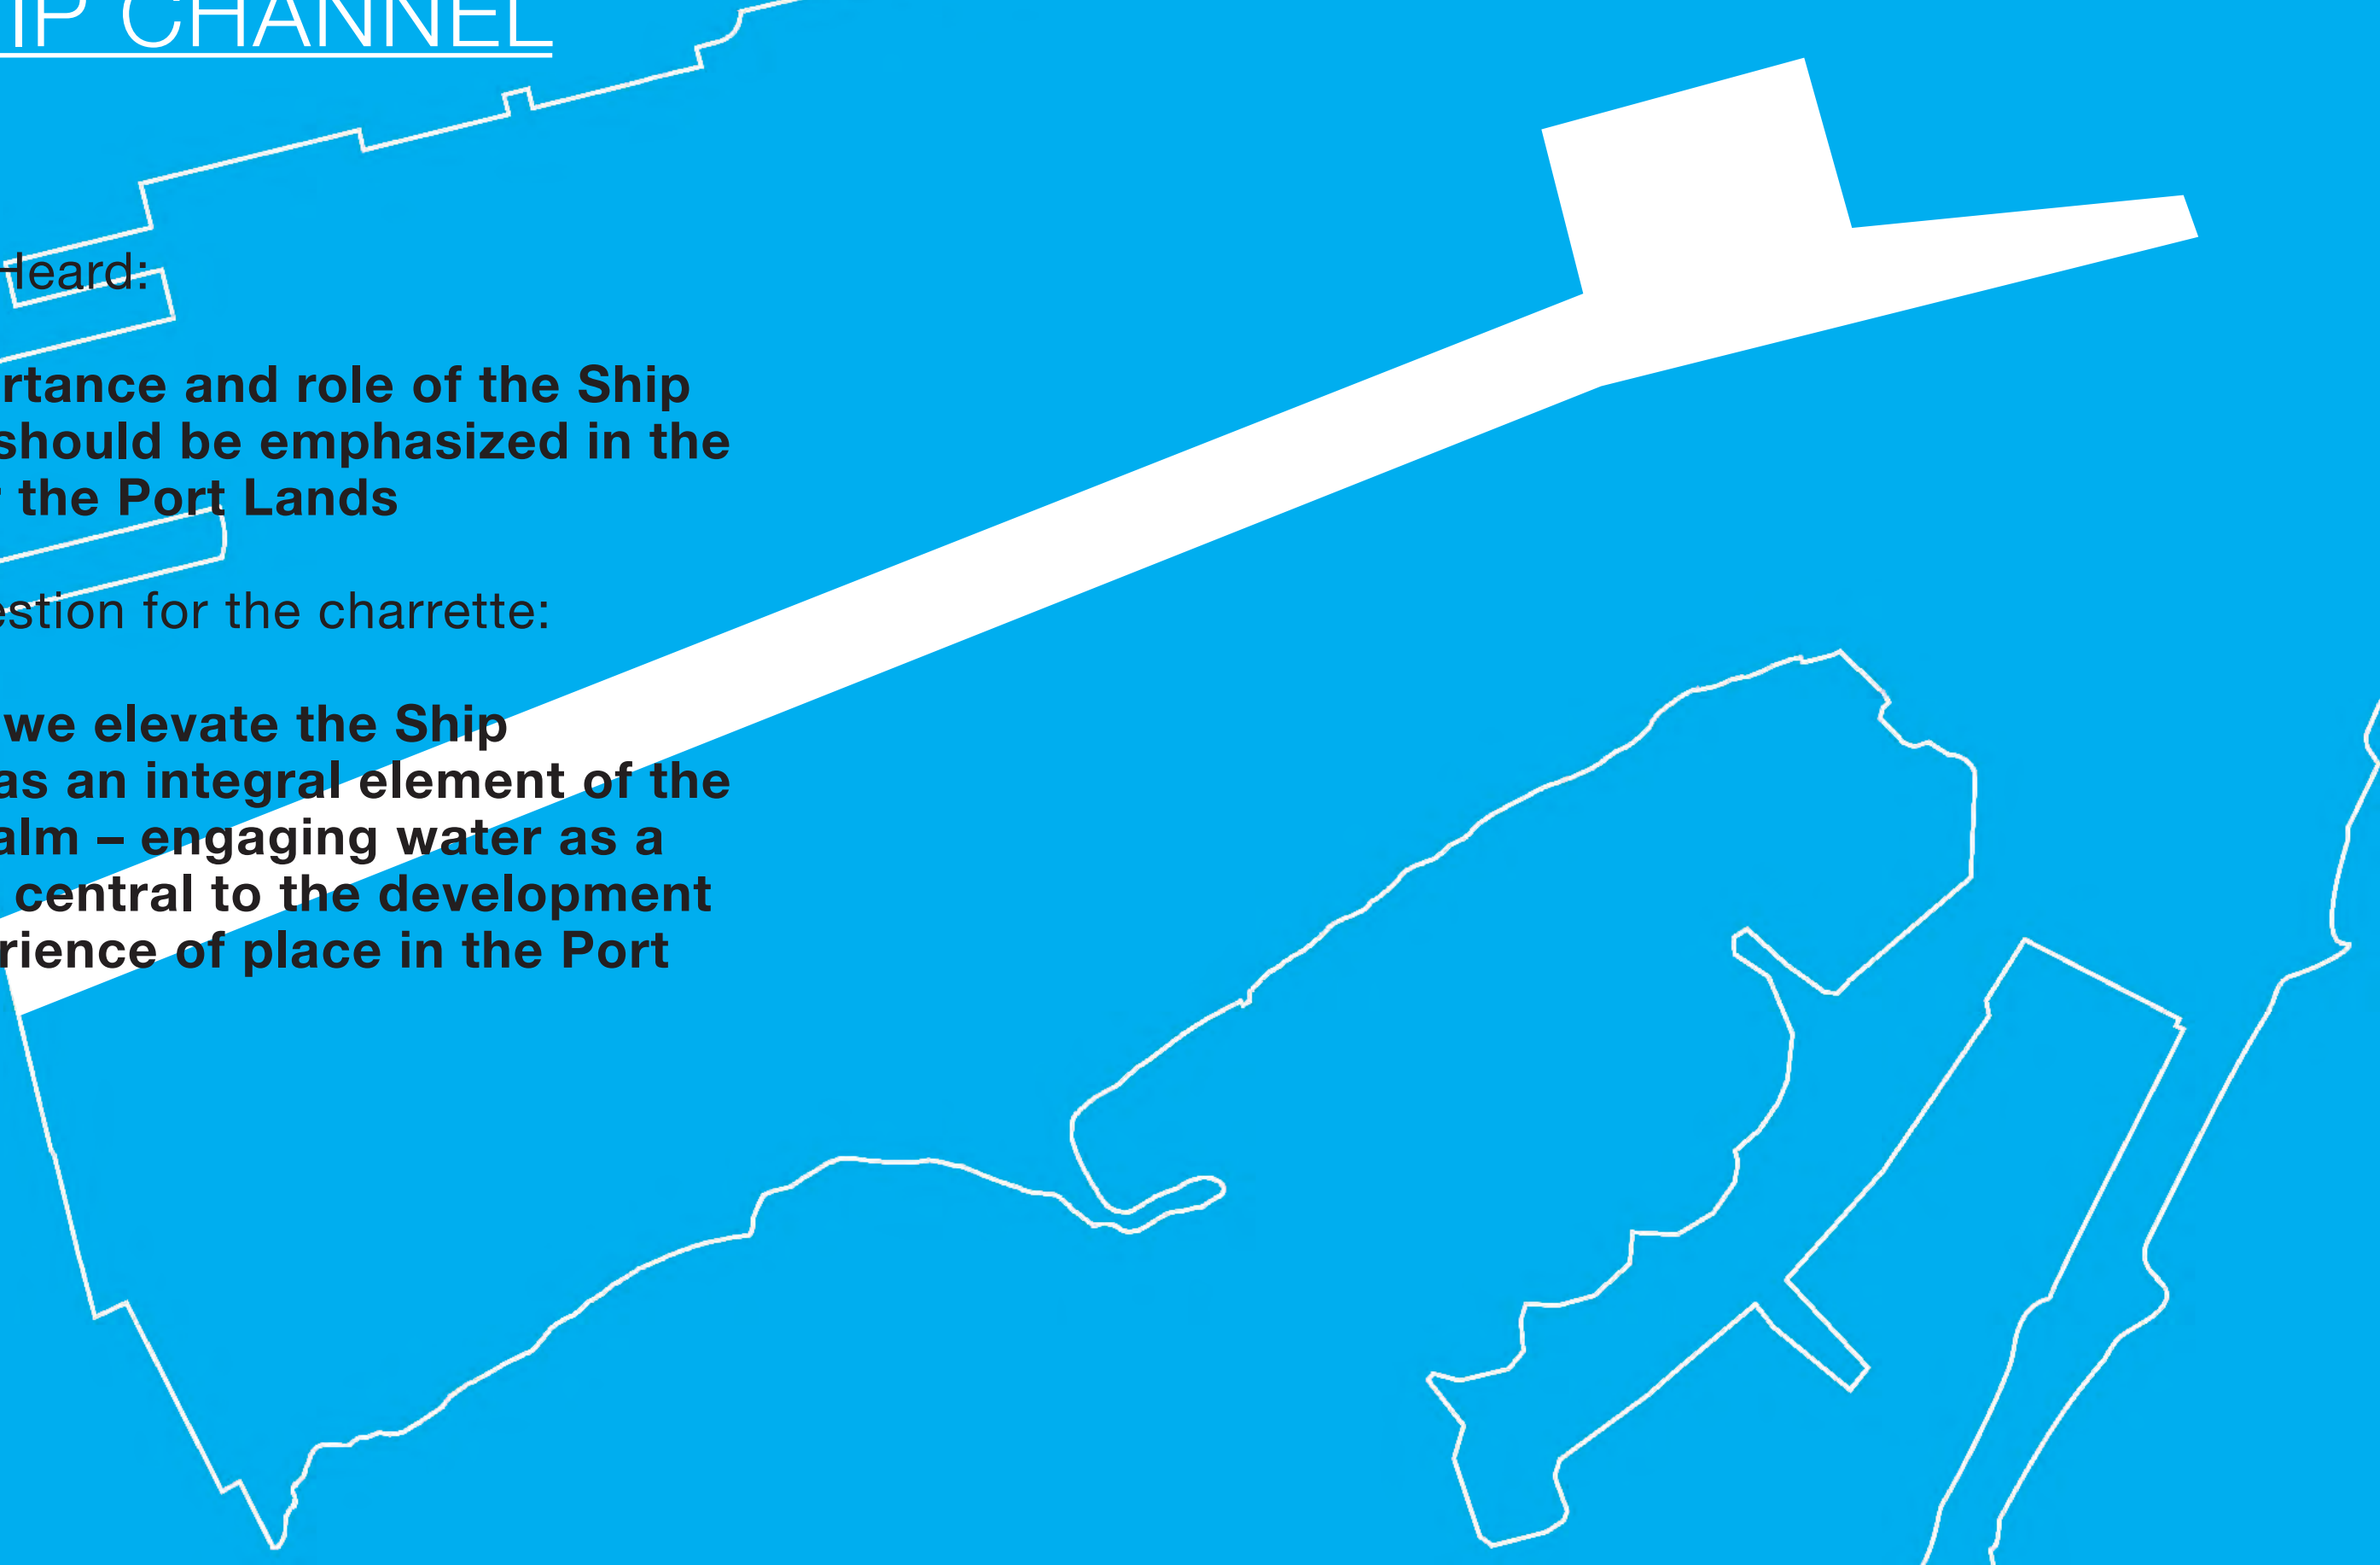 IP CHANNEL
Heard:
rtance and role of the Ship
should be emphasized in the
the Port Lands
estion for the charrette:
we elevate the Ship
as an integral element of the
alm – engaging water as a
central to the development
rience of place in the Port